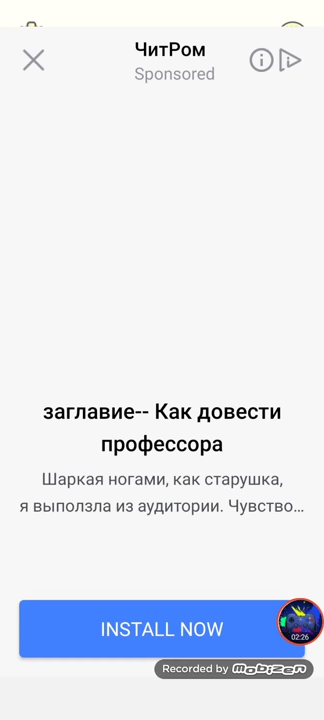 ЧитРом
Sponsored
заглавие-- Как довести
профессора
Шаркая ногами, как старушка,
я выползла из аудитории. Чувство...
INSTALL NOW
02:26
Recorded by mobizen